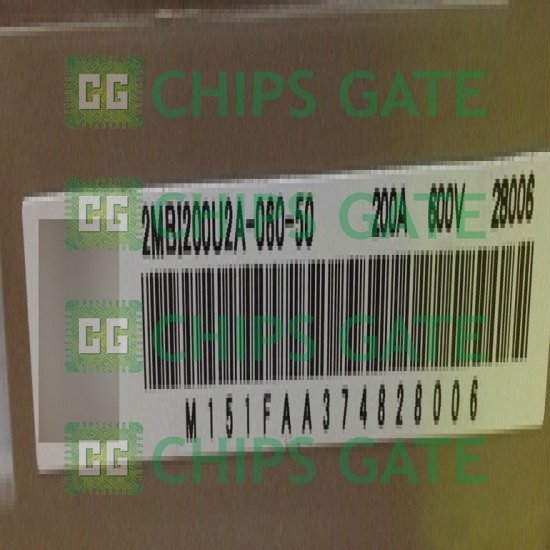 CG CHIPS GATE
2MBI200U2A-060-50 200A 600V 28006
CG CHIPS GATE
CG CHIPS GATE
M151FAA374828006
CG CHIPS GATE